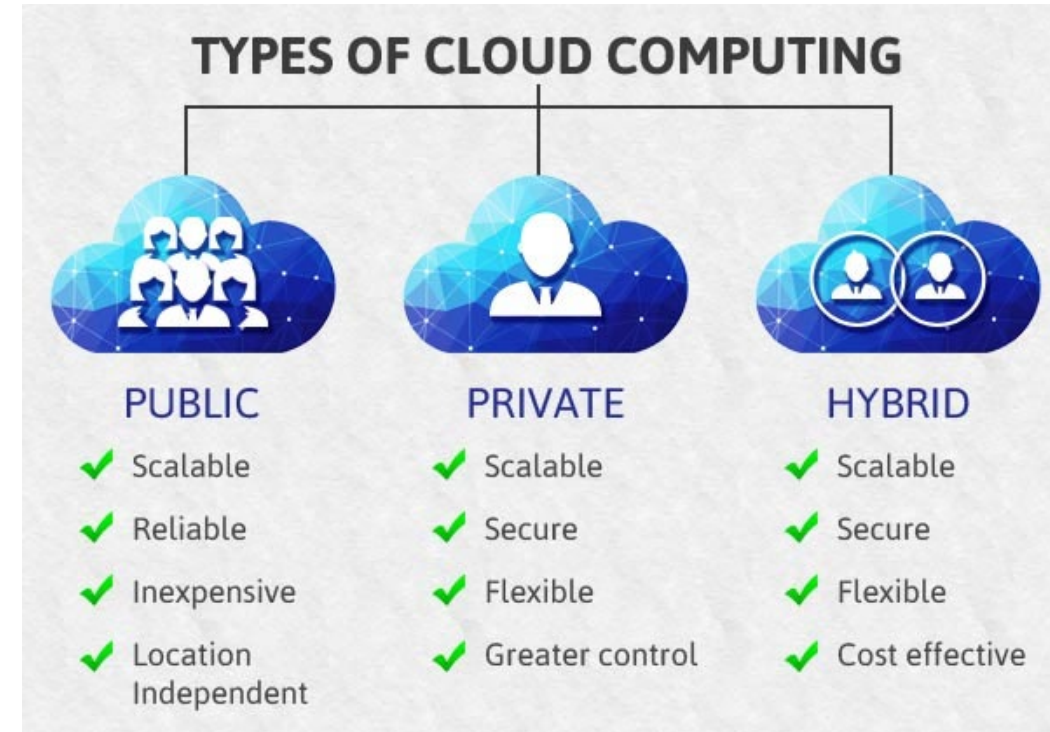 TYPES OF CLOUD COMPUTING
PUBLIC
Scalable
Reliable
Inexpensive
Location
Independent
PRIVATE
Scalable
Secure
Flexible
Greater control
HYBRID
Scalable
Secure
Flexible
Cost effective